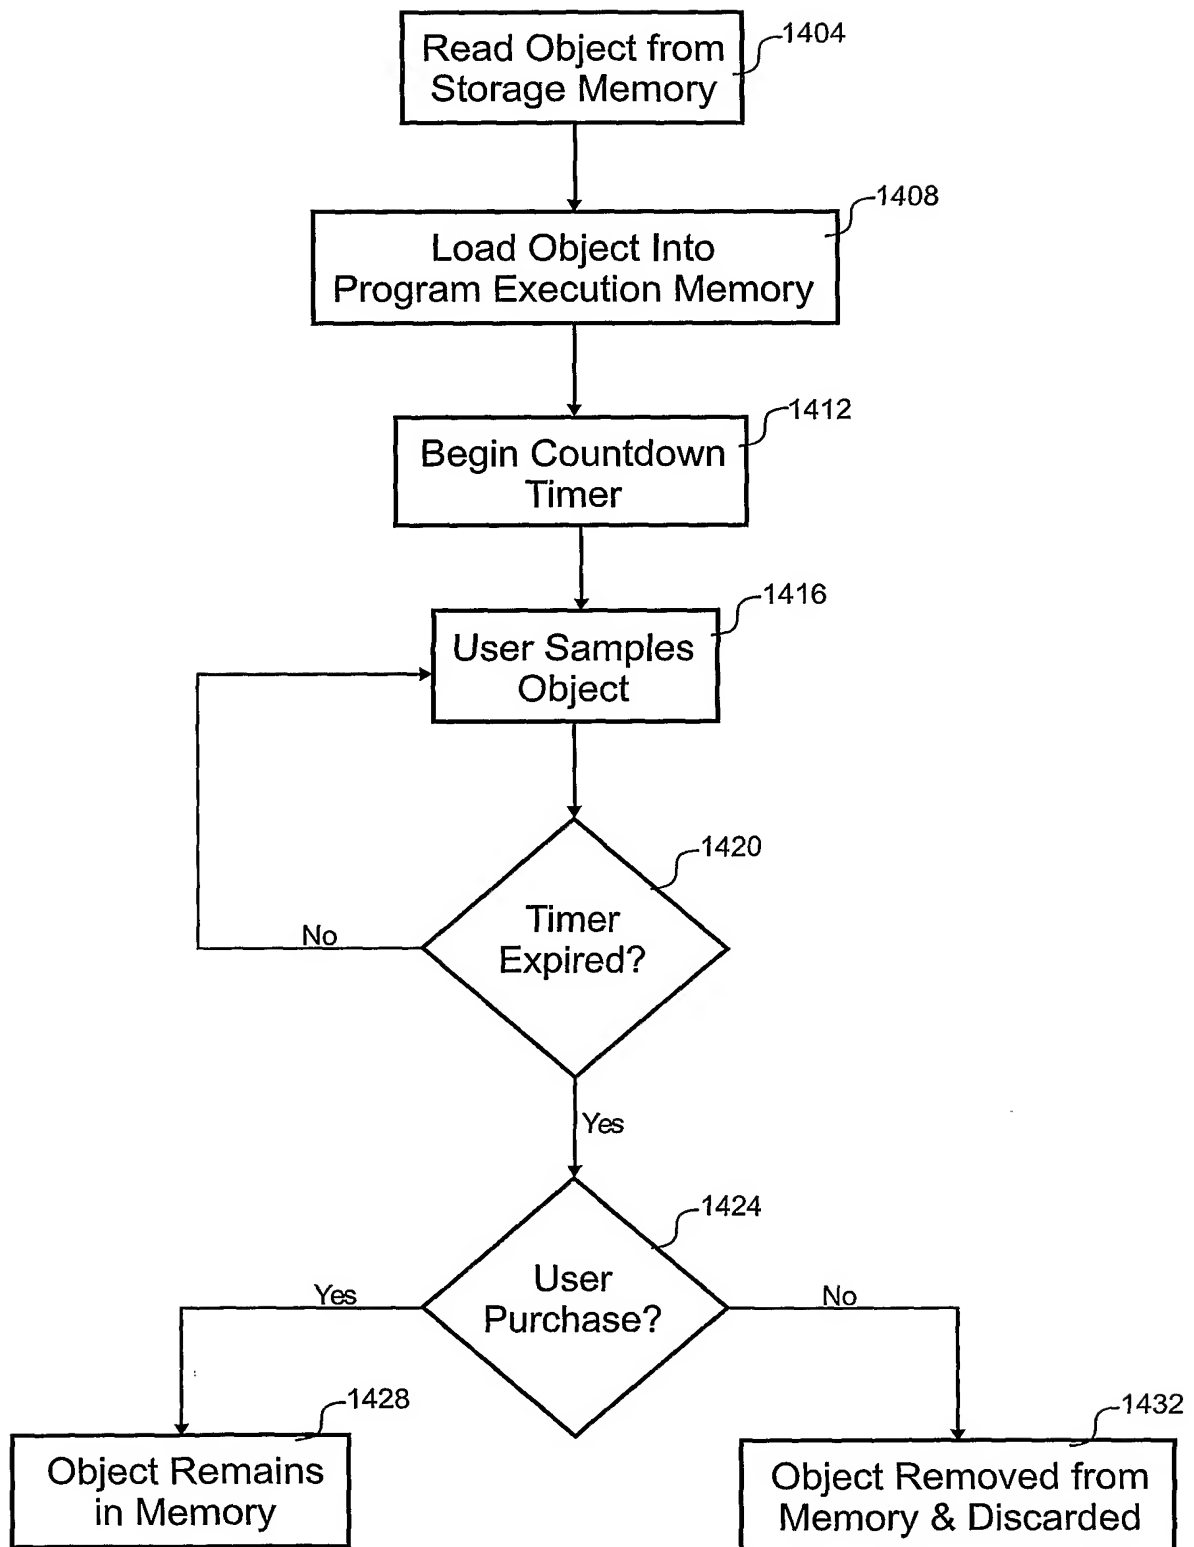 Read Object from
Storage Memory
1404
Load Object Into
Program Execution Memory
1408
Begin Countdown
Timer
1412
User Samples
Object
1416
Timer
Expired?
1420
No
Yes
User
Purchase?
1424
Yes
No
Object Remains
in Memory
1428
Object Removed from
Memory & Discarded
1432